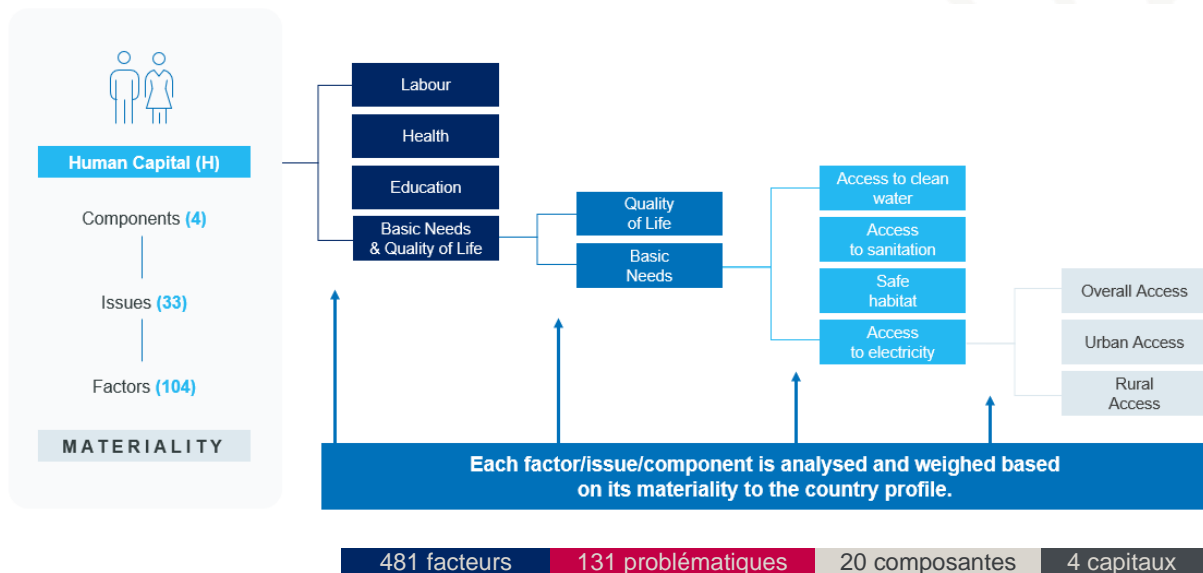 Human Capital (H)
Components (4)
Issues (33)
Factors (104)
MATERIALITY
Labour
Health
Education
Basic Needs
& Quality of Life
Quality
of Life
Basic
Needs
Access to clean
water
Access
to sanitation
Safe
habitat
Access
to electricity
Overall Access
Urban Access
Rural
Access
Each factor/issue/component is analysed and weighed based
on its materiality to the country profile.
481 facteurs
131 problématiques
20 composantes
4 capitaux